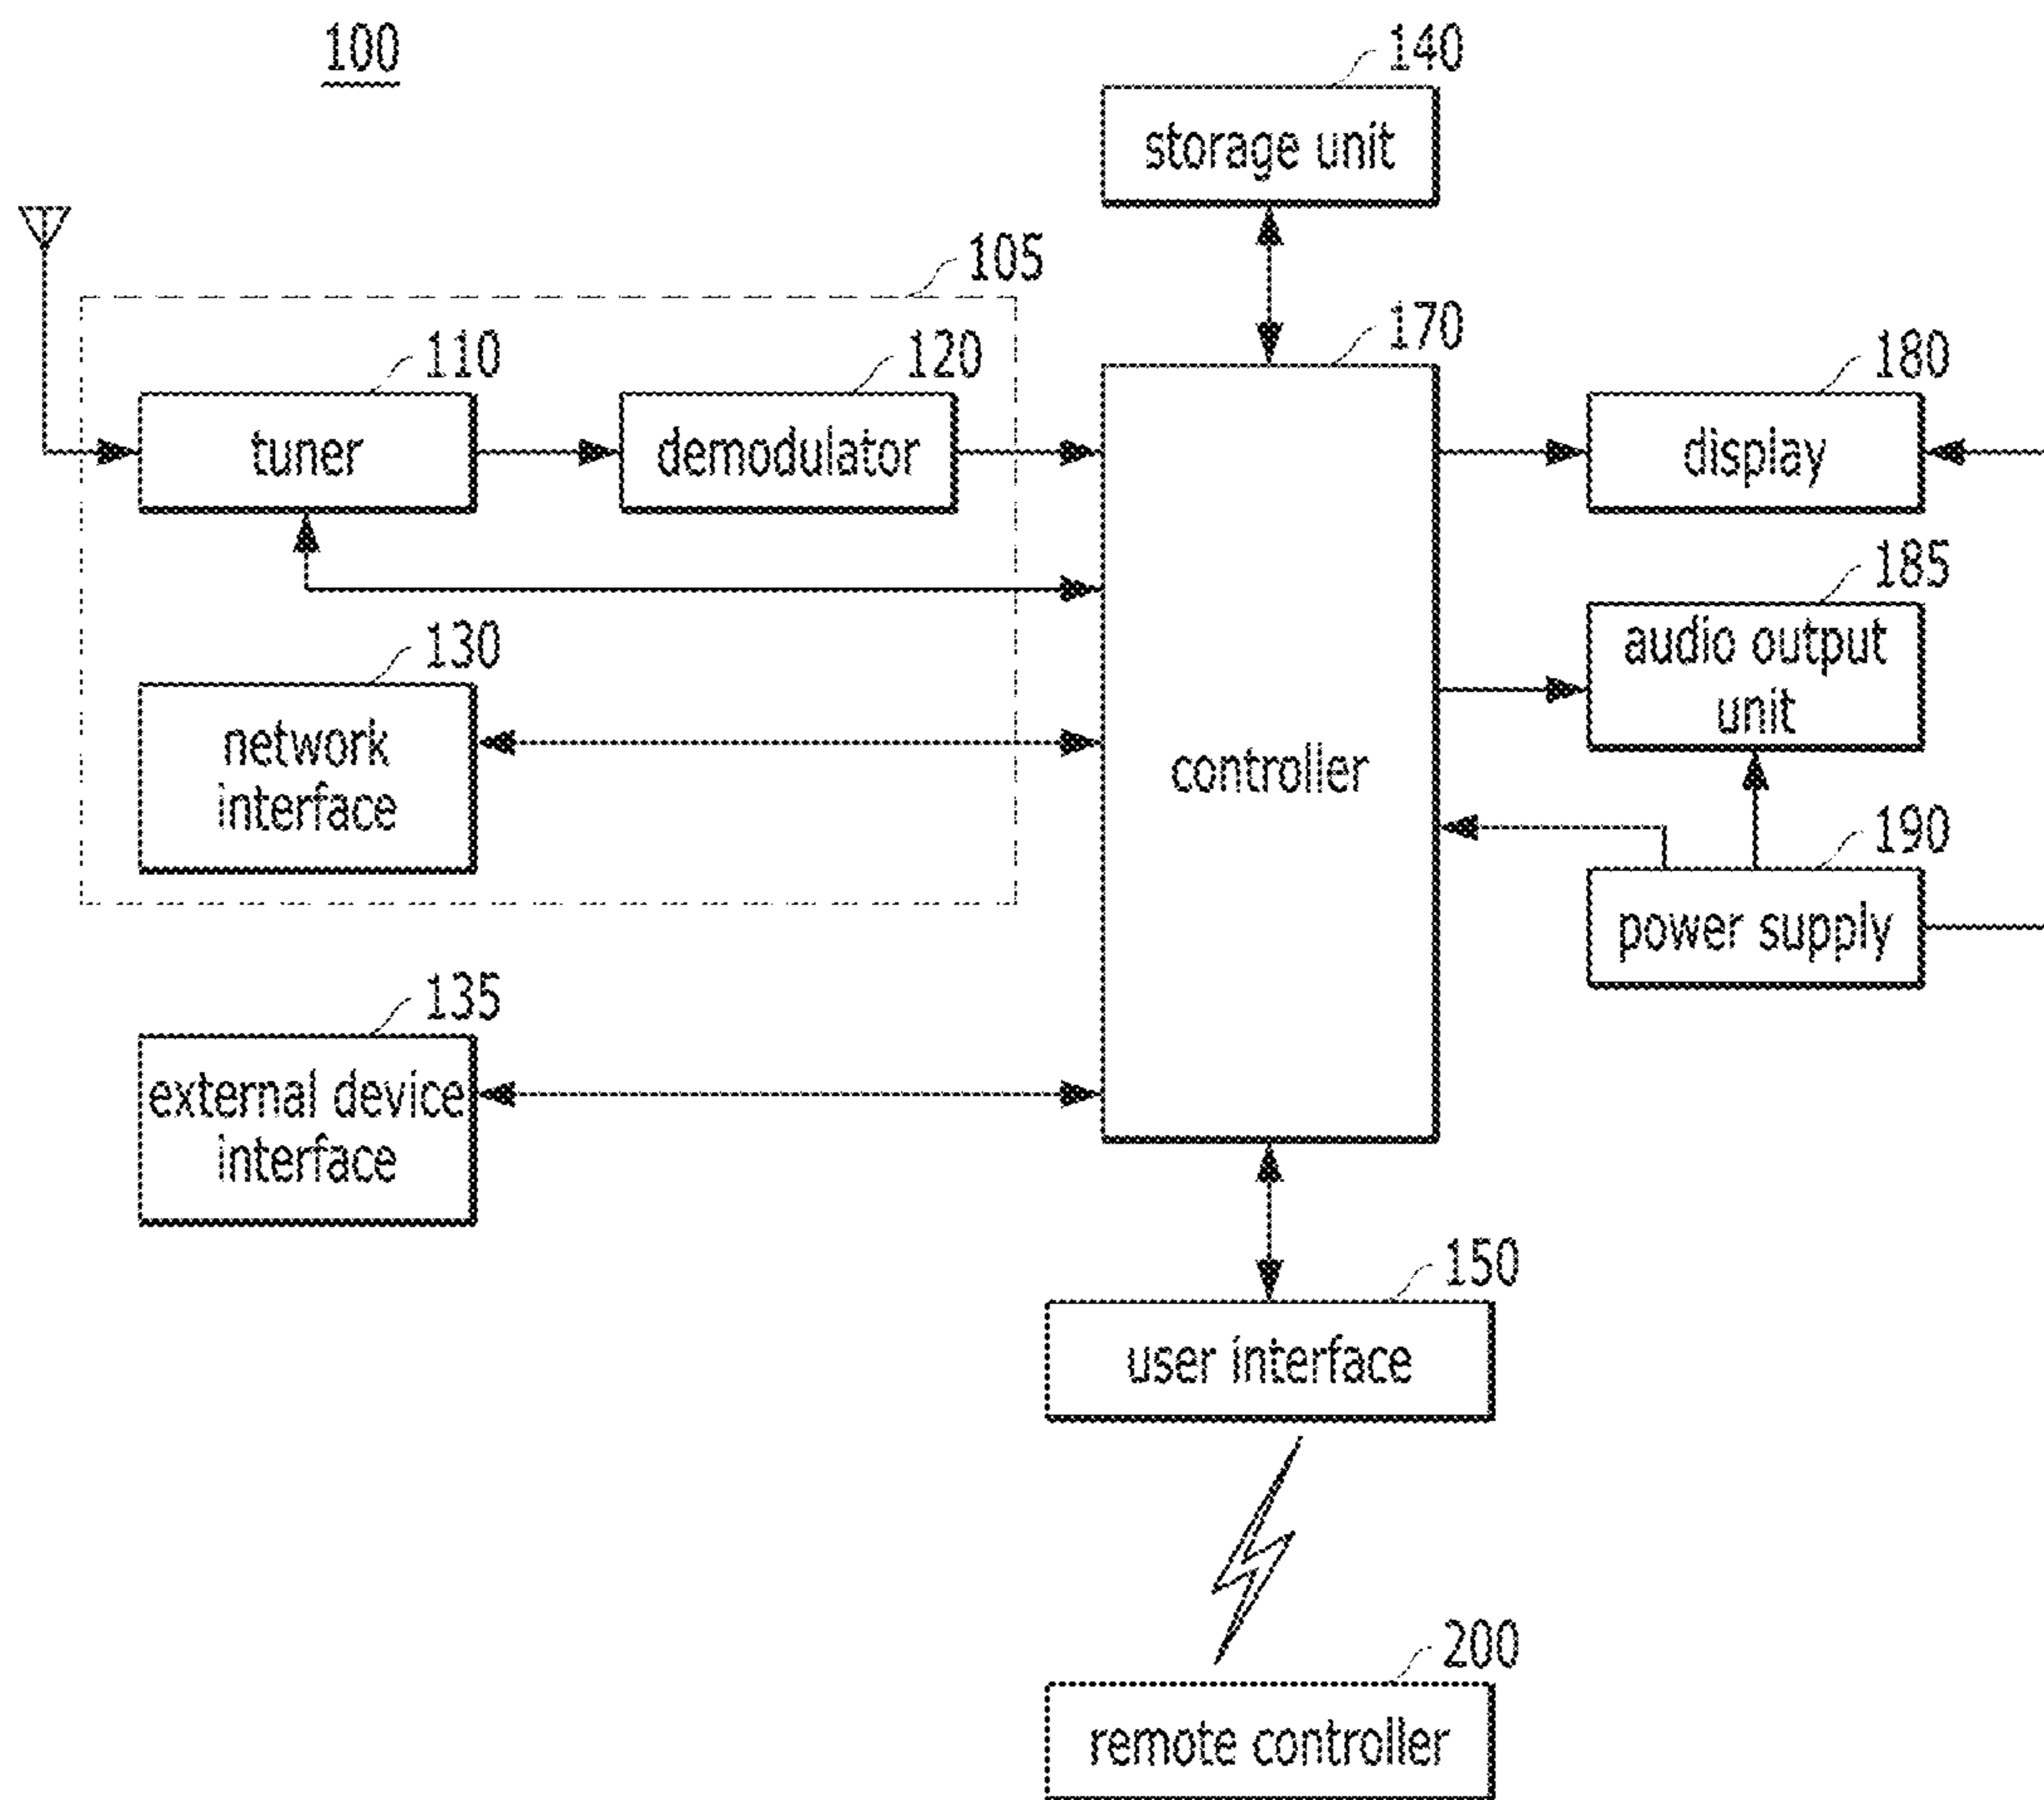 100
140
storage unit
105
110
tuner
120
demodulator
170
controller
180
display
185
audio output
unit
130
network
interface
190
power supply
135
external device
interface
150
user interface
200
remote controller